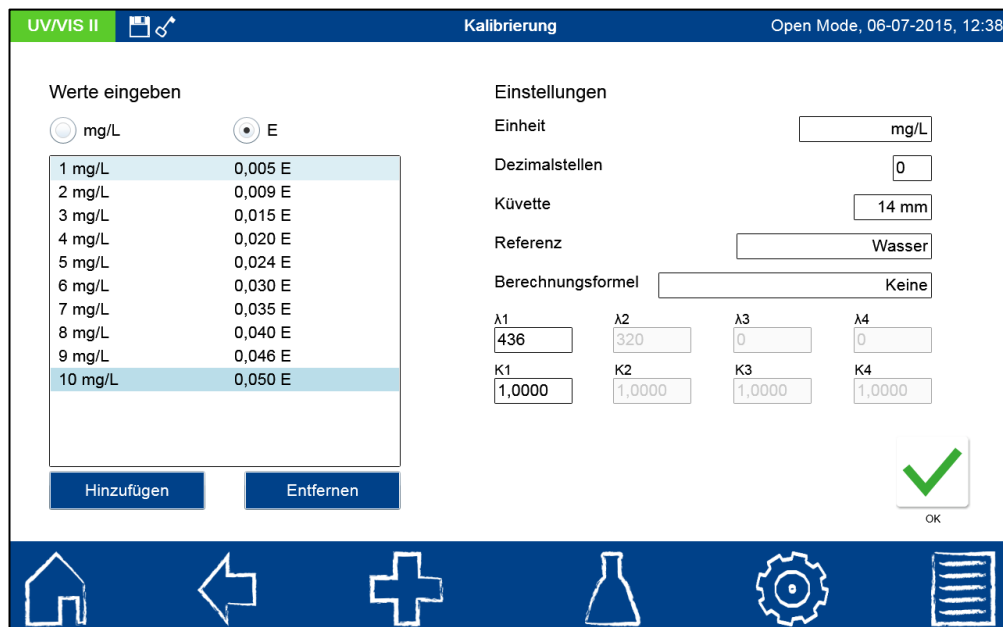 UV/VIS II Kalibrierung Open Mode, 06-07-2015, 12:38
Werte eingeben
mg/L E
1 mg/L 0,005 E
2 mg/L 0,009 E
3 mg/L 0,015 E
4 mg/L 0,020 E
5 mg/L 0,024 E
6 mg/L 0,030 E
7 mg/L 0,035 E
8 mg/L 0,040 E
9 mg/L 0,046 E
10 mg/L 0,050 E
Hinzufügen Entfernen
Einstellungen
Einheit mg/L
Dezimalstellen 0
Küvette 14 mm
Referenz Wasser
Berechnungsformel Keine
λ1 λ2 λ3 λ4
436 320 0 0
K1 K2 K3 K4
1,0000 1,0000 1,0000 1,0000
OK